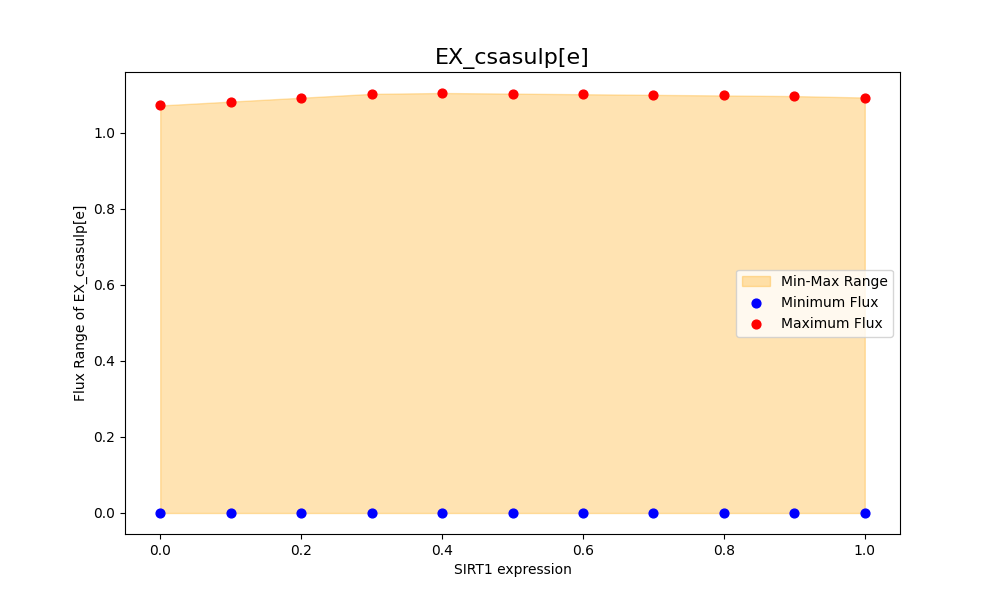 EX_csasulp[e]
Flux Range of EX_csasulp[e]
1.0
0.8
0.6
0.4
0.2
0.0
Min-Max Range
Minimum Flux
Maximum Flux
0.0 0.2 0.4 0.6 0.8 1.0
SIRT1 expression